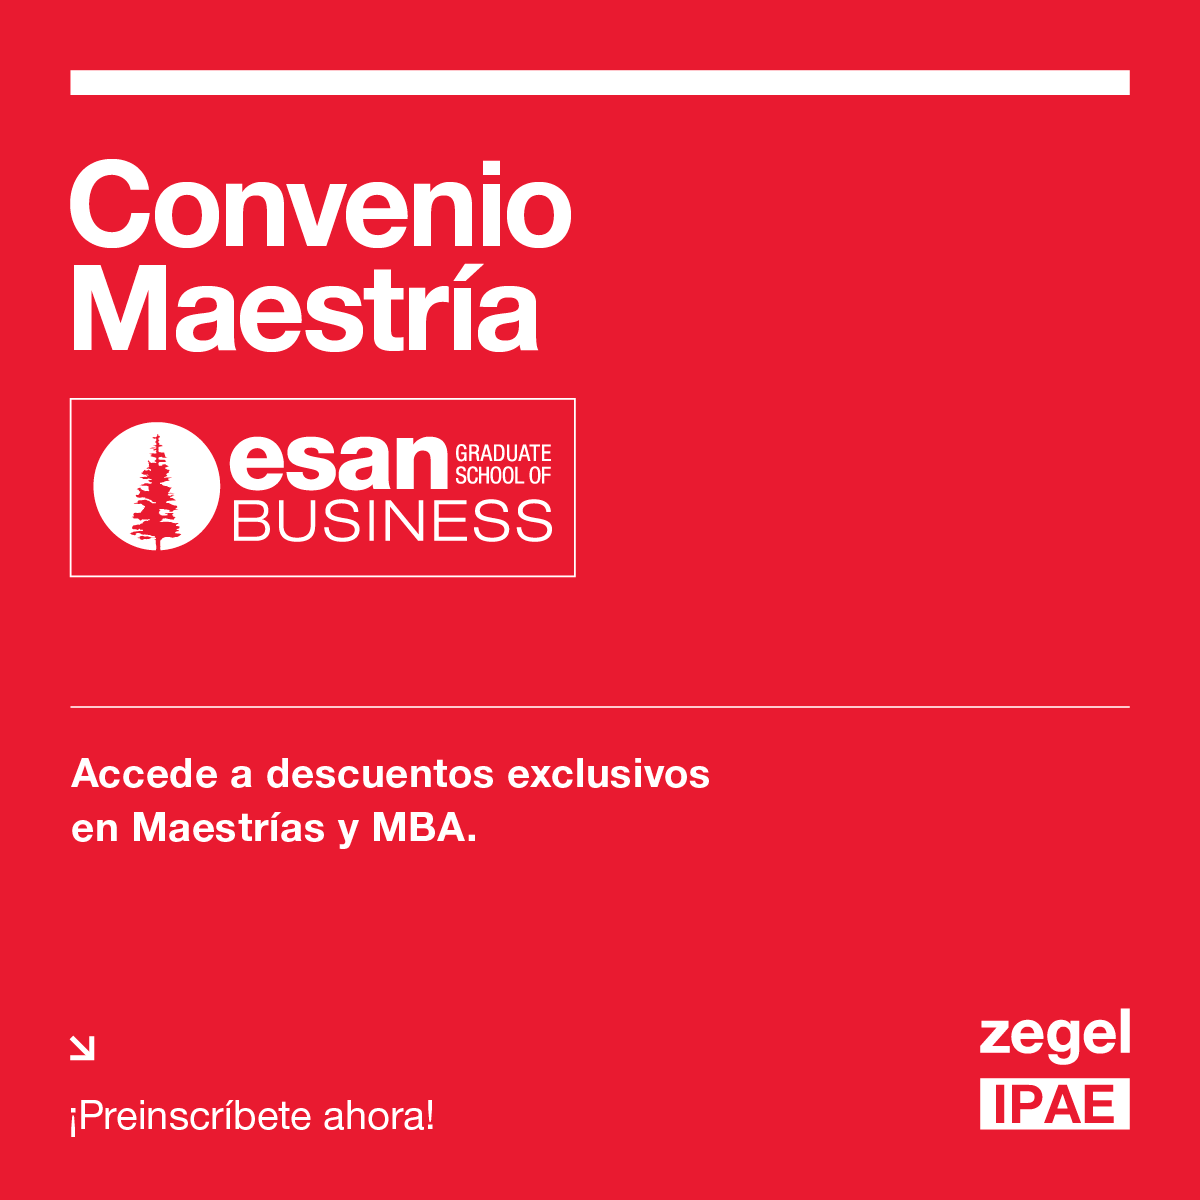 Convenio
Maestría
esan GRADUATE
SCHOOL OF
BUSINESS
Accede a descuentos exclusivos
en Maestrías y MBA.
¡Preinscríbete ahora!
zegel
IPAE